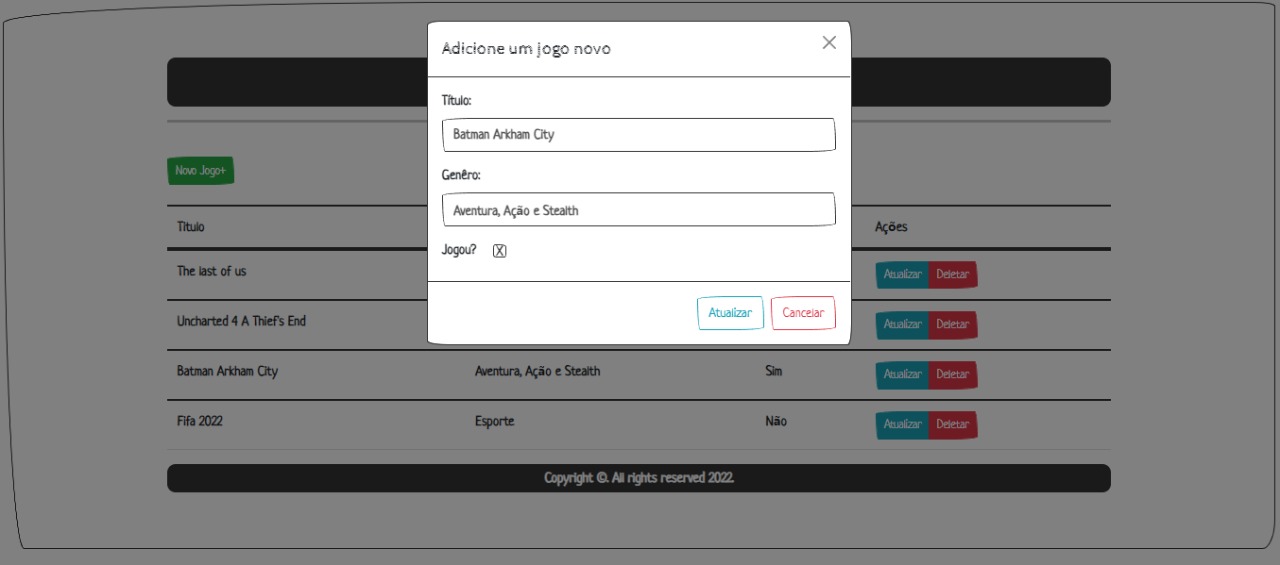 Adicione um jogo novo
Título:
Batman Arkham City
Genêro:
Aventura, Ação e Stealth
Jogou? X
Atualizar Cancelar
Novo Jogo+
Título Ações
The last of us Atualizar Deletar
Uncharted 4 A Thief's End Atualizar Deletar
Batman Arkham City Aventura, Ação e Stealth Sim Atualizar Deletar
Fifa 2022 Esporte Não Atualizar Deletar
Copyright ©. All rights reserved 2022.